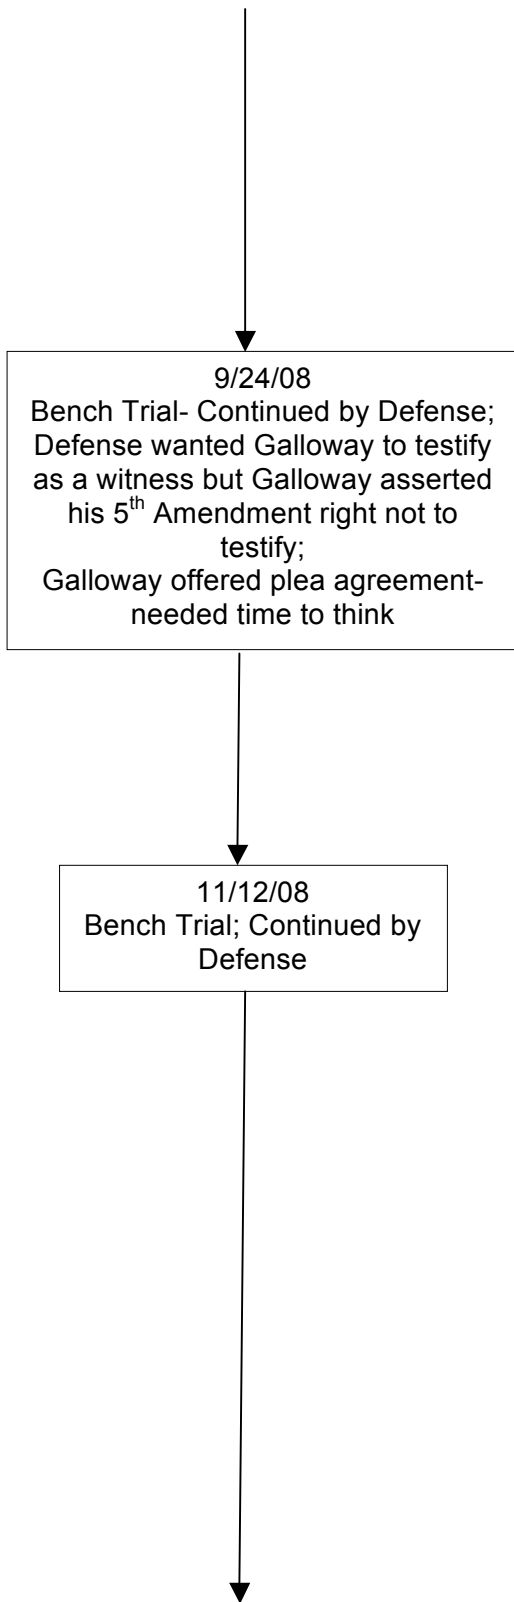 9/24/08
Bench Trial- Continued by Defense;
Defense wanted Galloway to testify
as a witness but Galloway asserted
his 5th Amendment right not to
testify;
Galloway offered plea agreement-
needed time to think
11/12/08
Bench Trial; Continued by
Defense